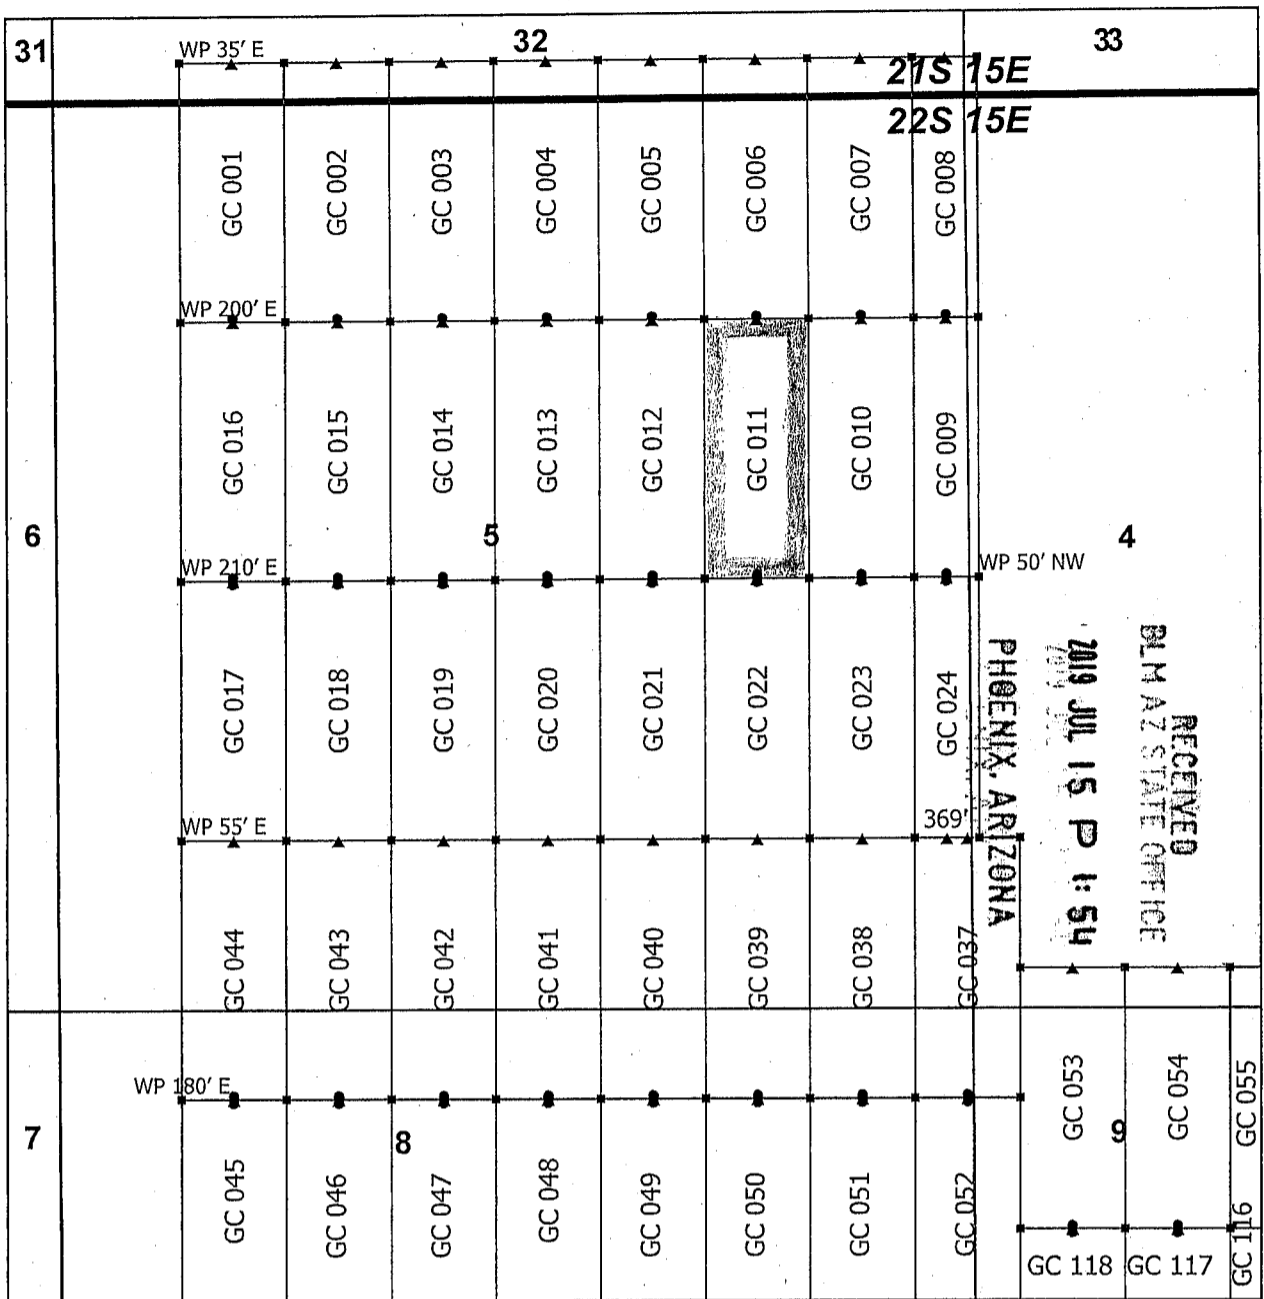 31
32
33
WP 35' E
21S 15E
22S 15E
GC 001
GC 002
GC 003
GC 004
GC 005
GC 006
GC 007
GC 008
WP 200' E
GC 016
GC 015
GC 014
GC 013
GC 012
GC 011
GC 010
GC 009
6
5
4
WP 210' E
WP 50' NW
GC 017
GC 018
GC 019
GC 020
GC 021
GC 022
GC 023
GC 024
RECEIVED
BLM AZ STATE OFFICE
2019 JUL 15 P 1:54
PHOENIX, ARIZONA
WP 55' E
369'
GC 044
GC 043
GC 042
GC 041
GC 040
GC 039
GC 038
GC 037
WP 180' E
GC 053
GC 054
GC 055
7
8
9
GC 045
GC 046
GC 047
GC 048
GC 049
GC 050
GC 051
GC 052
GC 118
GC 117
GC 116